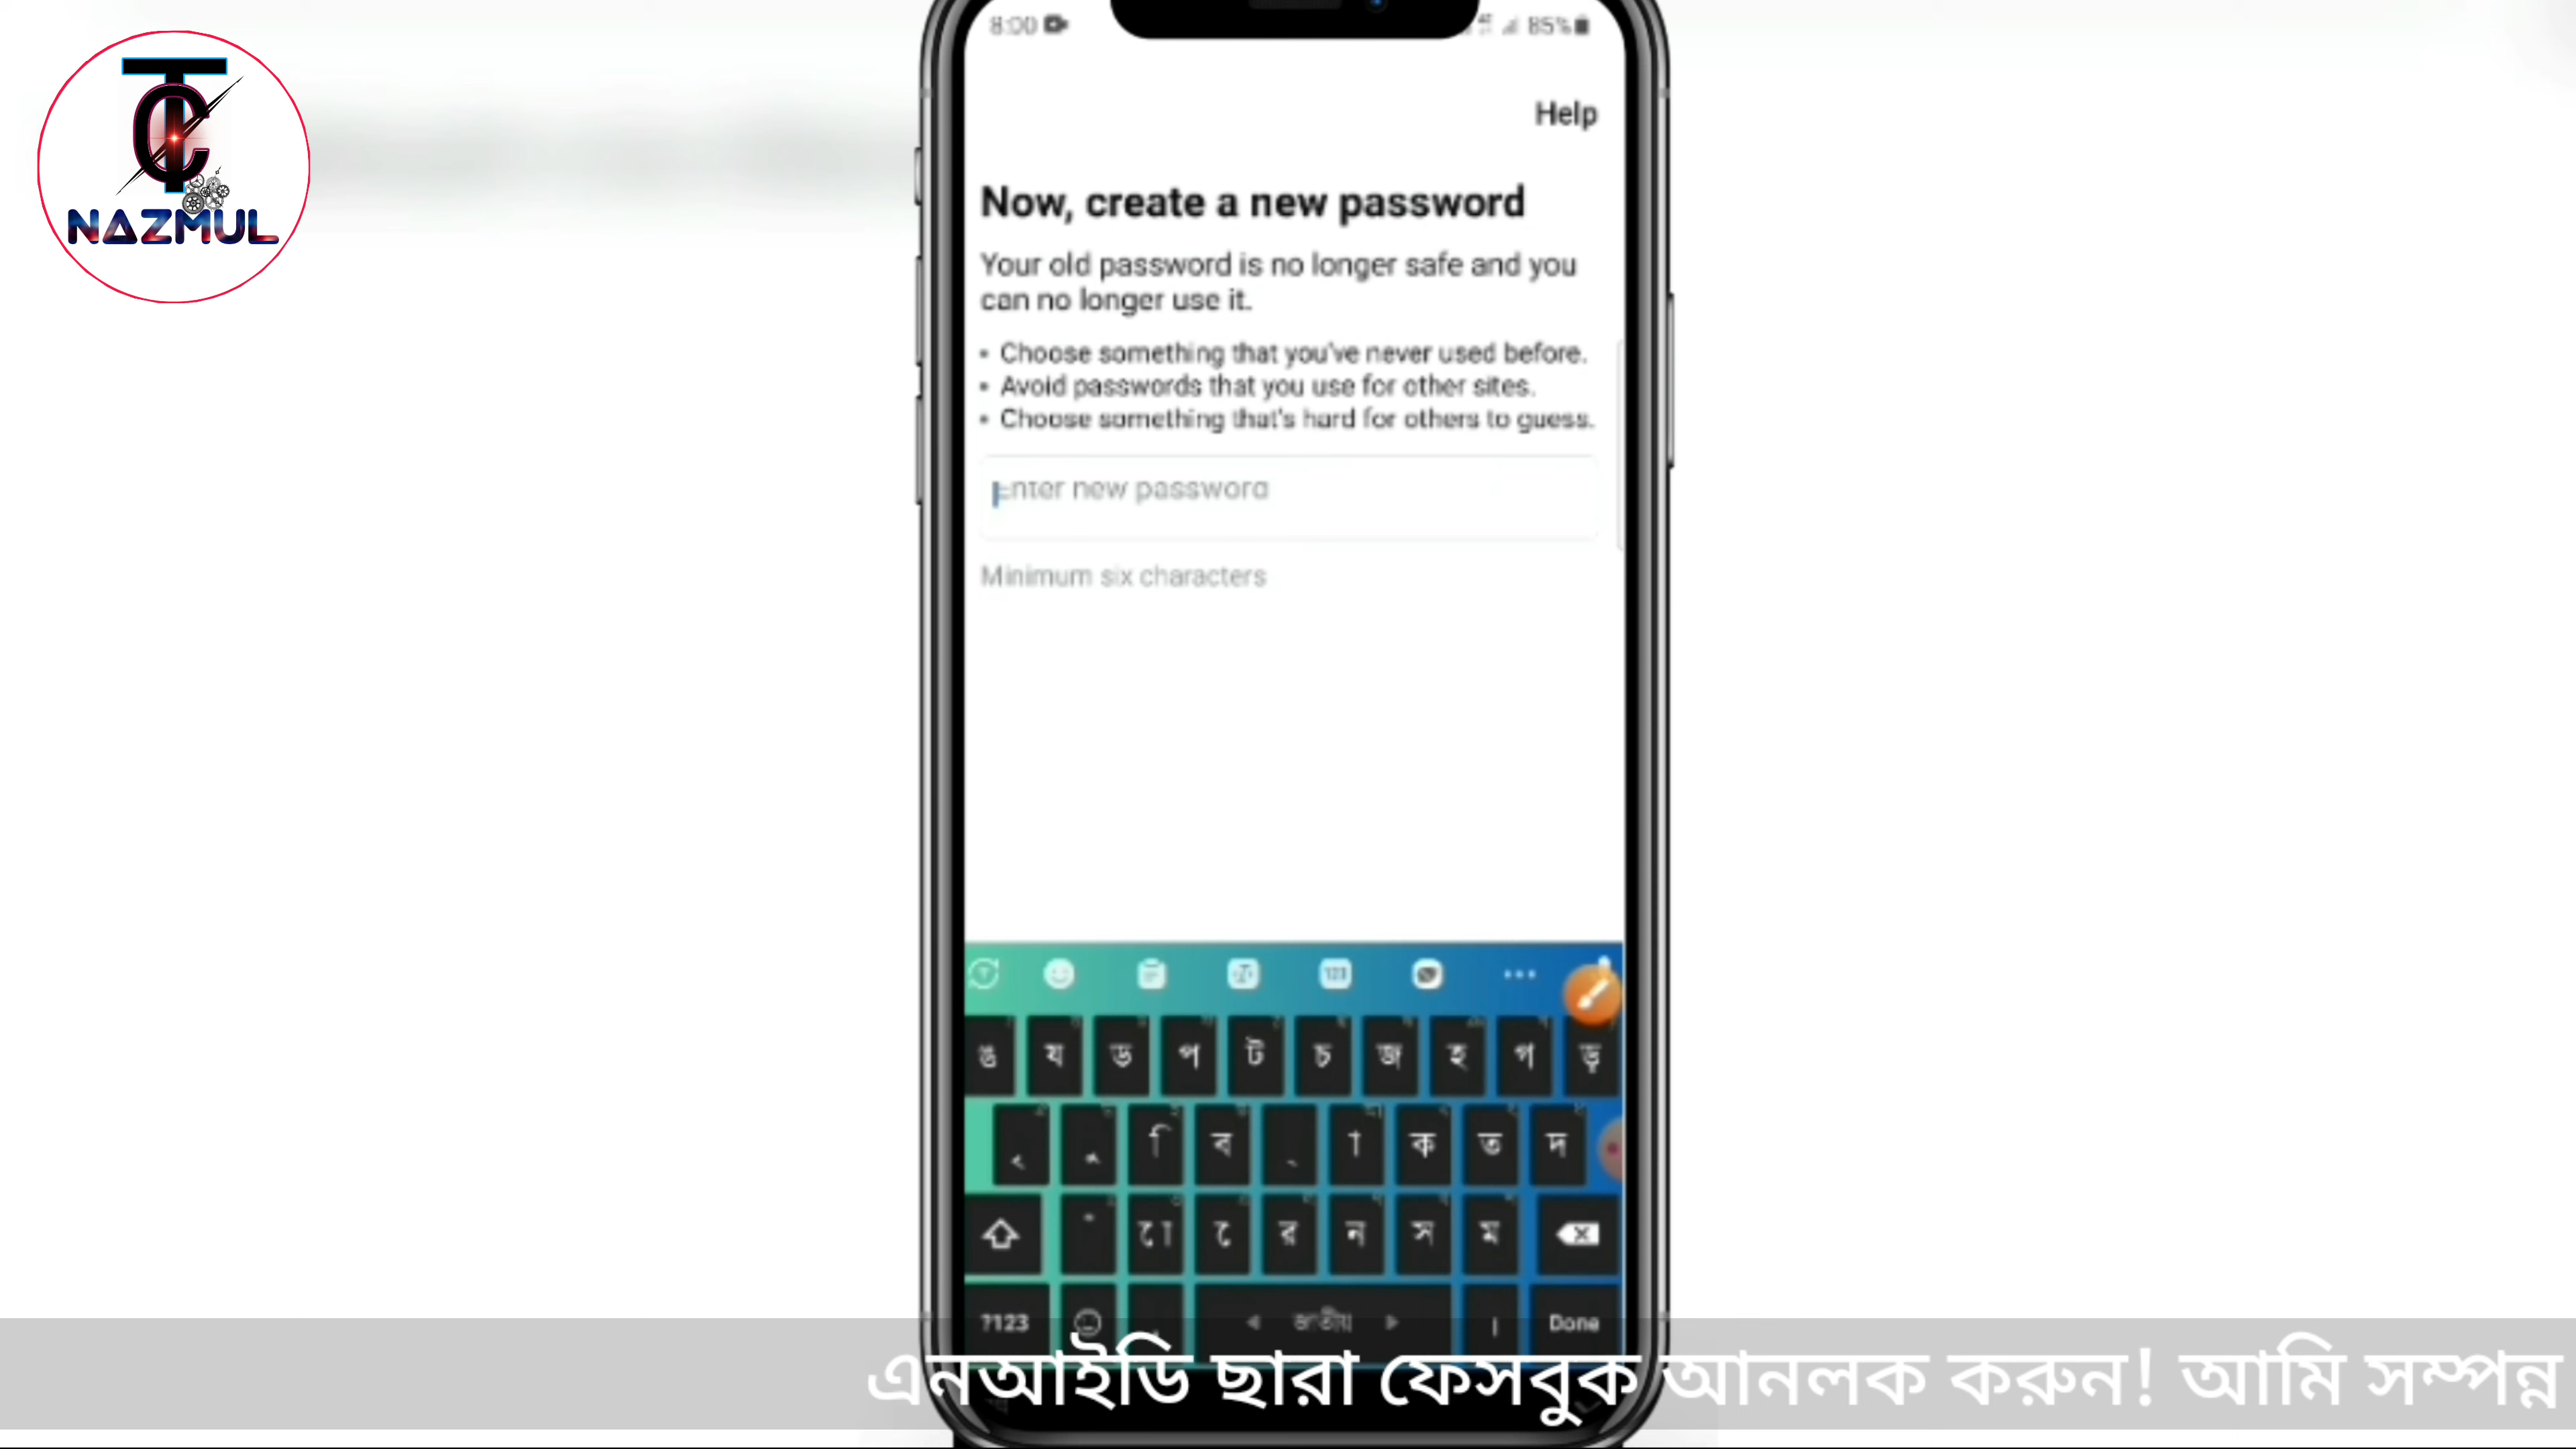 NAZMUL
8:00
85%
Help
Now, create a new password
Your old password is no longer safe and you
can no longer use it.
• Choose something that you've never used before.
• Avoid passwords that you use for other sites.
• Choose something that's hard for others to guess.
Enter new password
Minimum six characters
ঙ য ড প ট চ জ হ গ ড়
ৃ ু ি ব ্ া ক ত দ
ঁ ো ে র ন স ম
?123 , জাতীয় । Done
এনআইডি ছারা ফেসবুক আনলক করুন! আমি সম্পন্ন